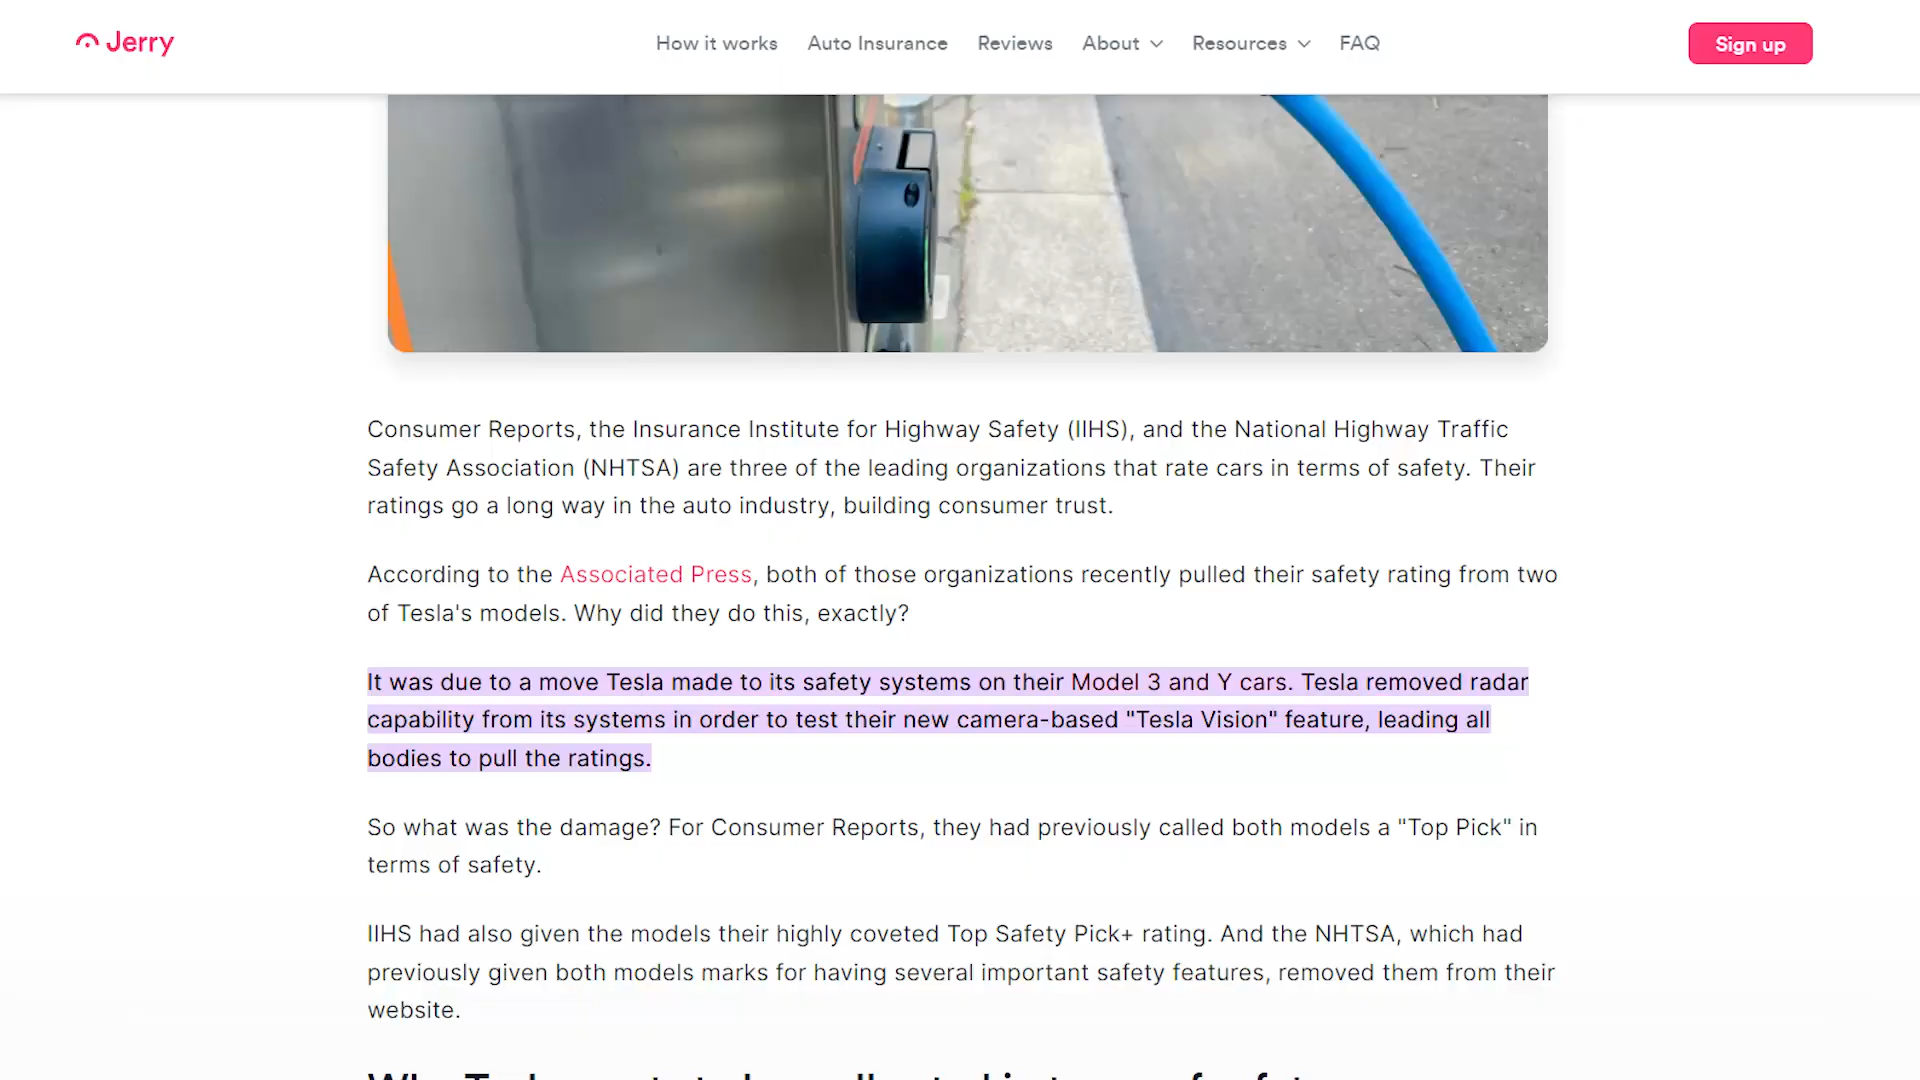 Jerry
How it works Auto Insurance Reviews About Resources FAQ
Sign up
Consumer Reports, the Insurance Institute for Highway Safety (IIHS), and the National Highway Traffic
Safety Association (NHTSA) are three of the leading organizations that rate cars in terms of safety. Their
ratings go a long way in the auto industry, building consumer trust.
According to the Associated Press, both of those organizations recently pulled their safety rating from two
of Tesla's models. Why did they do this, exactly?
It was due to a move Tesla made to its safety systems on their Model 3 and Y cars. Tesla removed radar
capability from its systems in order to test their new camera-based "Tesla Vision" feature, leading all
bodies to pull the ratings.
So what was the damage? For Consumer Reports, they had previously called both models a "Top Pick" in
terms of safety.
IIHS had also given the models their highly coveted Top Safety Pick+ rating. And the NHTSA, which had
previously given both models marks for having several important safety features, removed them from their
website.